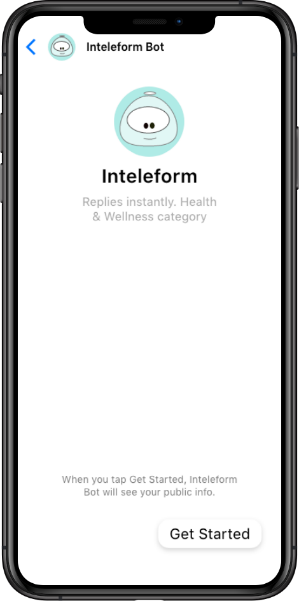 Inteleform Bot
Inteleform
Replies instantly. Health
& Wellness category
When you tap Get Started, Inteleform
Bot will see your public info.
Get Started